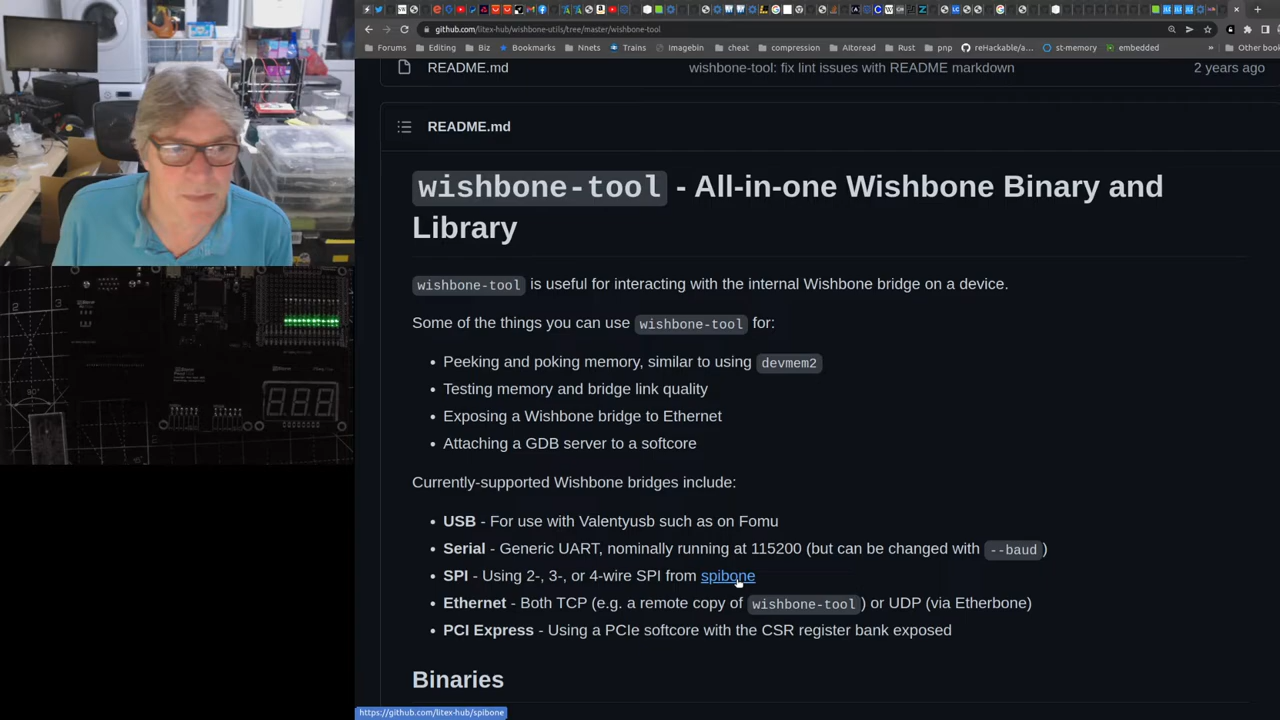 github.com/litex-hub/wishbone-utils/tree/master/wishbone-tool
Forums
Editing
Biz
Bookmarks
Nnets
Trains
Imagebin
cheat
compression
AItoread
Rust
pnp
rehackable/a...
st-memory
embedded
»
Other book
README.md
wishbone-tool: fix lint issues with README markdown
2 years ago
README.md
wishbone-tool - All-in-one Wishbone Binary and
Library
wishbone-tool is useful for interacting with the internal Wishbone bridge on a device.
Some of the things you can use wishbone-tool for:
• Peeking and poking memory, similar to using devmem2
• Testing memory and bridge link quality
• Exposing a Wishbone bridge to Ethernet
• Attaching a GDB server to a softcore
Currently-supported Wishbone bridges include:
• USB - For use with Valentyusb such as on Fomu
• Serial - Generic UART, nominally running at 115200 (but can be changed with --baud )
• SPI - Using 2-, 3-, or 4-wire SPI from spibone
• Ethernet - Both TCP (e.g. a remote copy of wishbone-tool ) or UDP (via Etherbone)
• PCI Express - Using a PCIe softcore with the CSR register bank exposed
Binaries
https://github.com/litex-hub/spibone